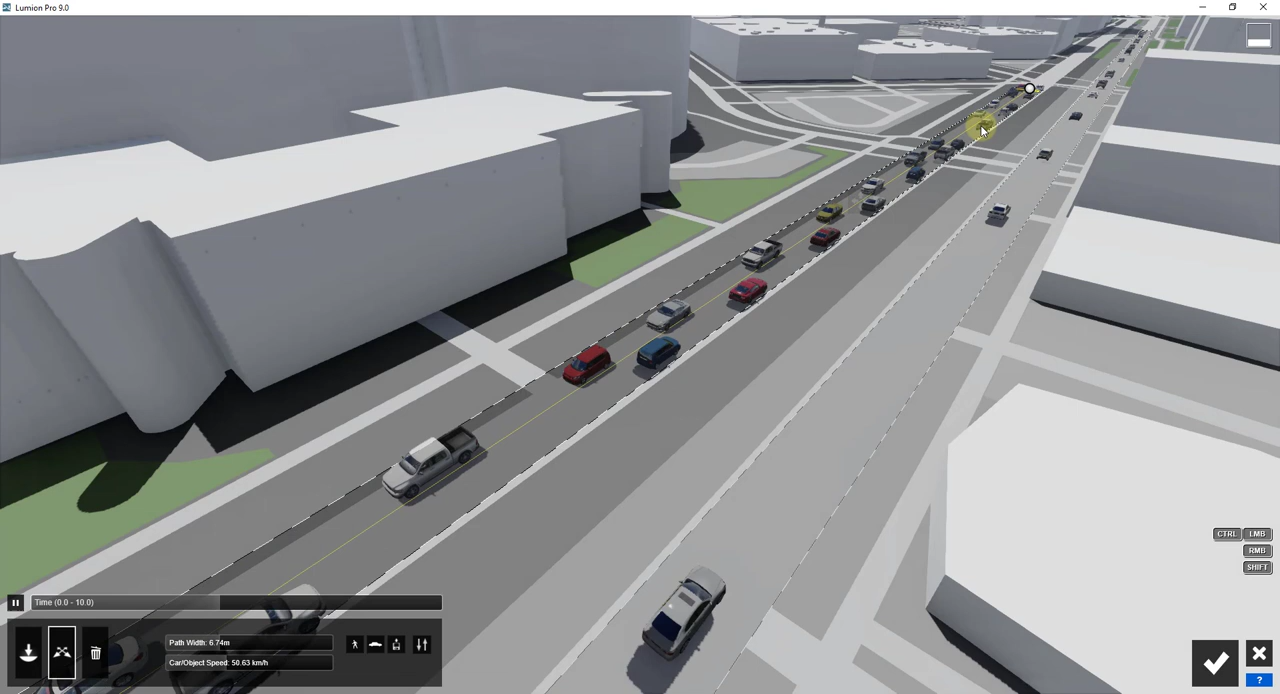 Lumion Pro 9.0
CTRL LMB
RMB
SHIFT
Time (0.0 - 10.0)
Path Width: 6.74m
Car/Object Speed: 50.63 km/h
?